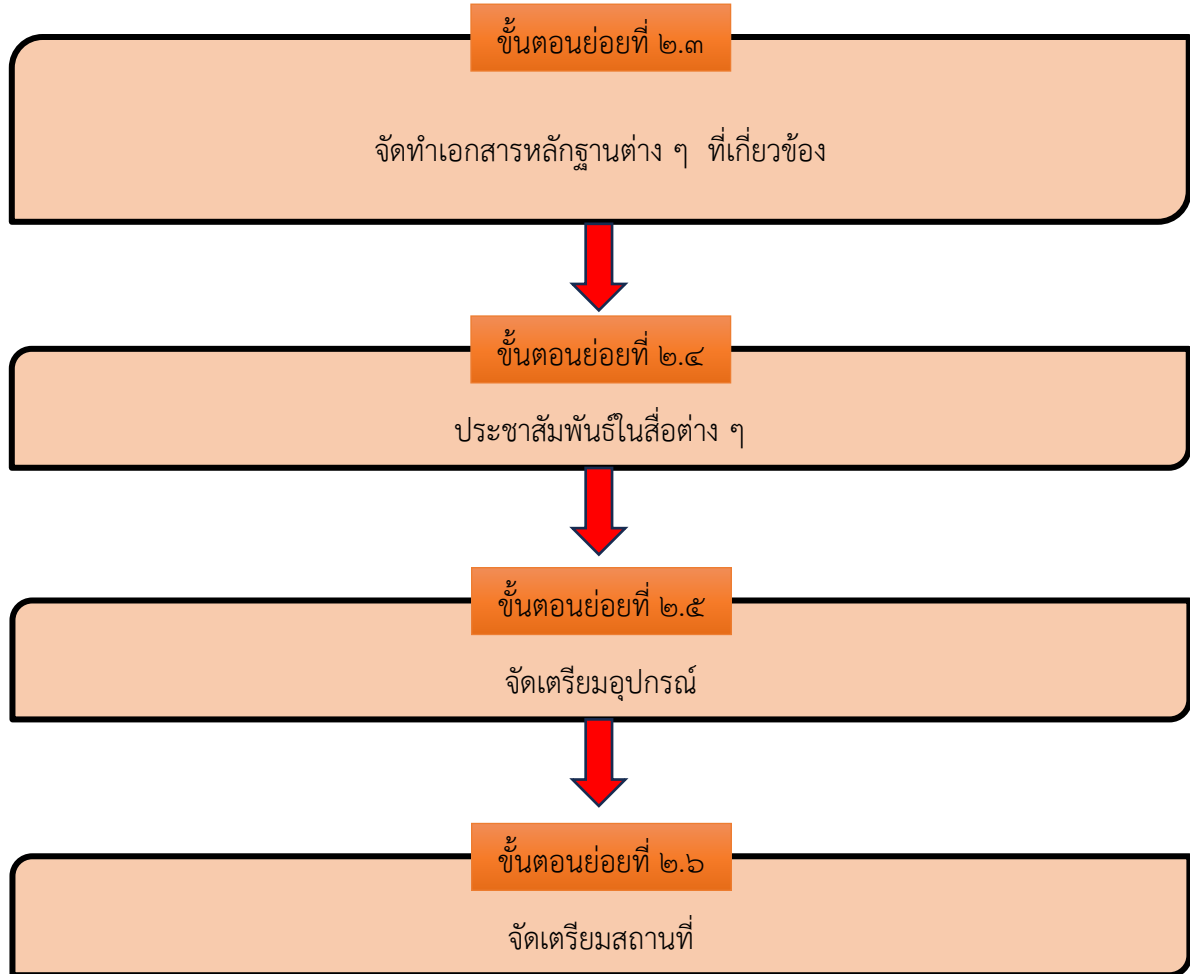 ขั้นตอนย่อยที่ ๒.๓
จัดทำเอกสารหลักฐานต่าง ๆ ที่เกี่ยวข้อง
ขั้นตอนย่อยที่ ๒.๔
ประชาสัมพันธ์ในสื่อต่าง ๆ
ขั้นตอนย่อยที่ ๒.๕
จัดเตรียมอุปกรณ์
ขั้นตอนย่อยที่ ๒.๖
จัดเตรียมสถานที่